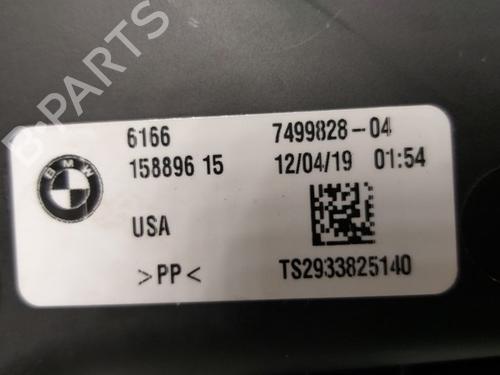 B-PARTS
BMW
6166 7499828-04
158896 15 12/04/19 01:54
USA
>PP< TS2933825140